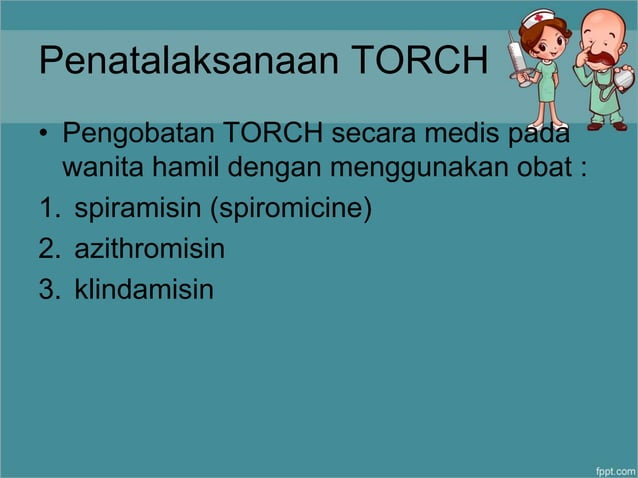 Penatalaksanaan TORCH
• Pengobatan TORCH secara medis pada
wanita hamil dengan menggunakan obat :
1. spiramisin (spiromicine)
2. azithromisin
3. klindamisin
fppt.com